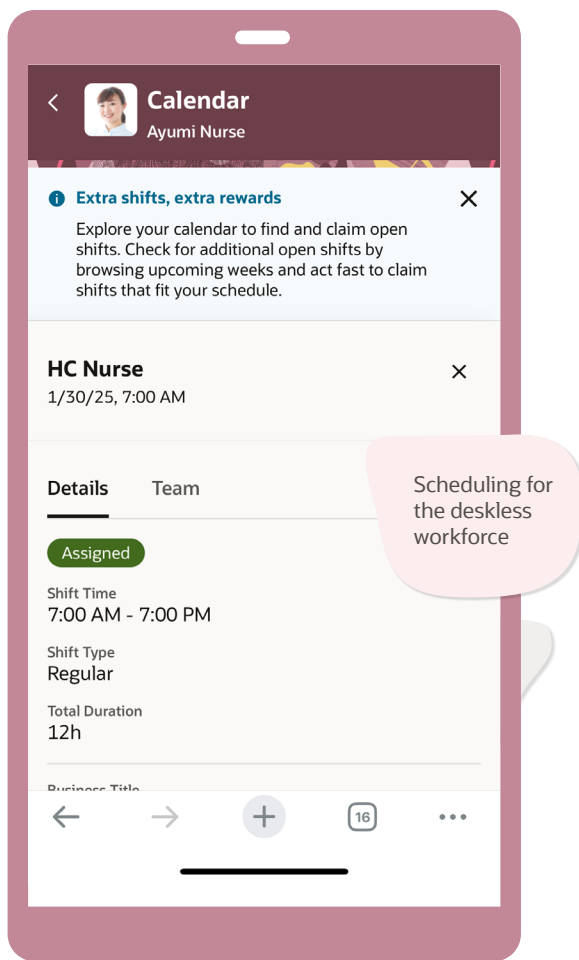 Calendar
Ayumi Nurse
Extra shifts, extra rewards
Explore your calendar to find and claim open
shifts. Check for additional open shifts by
browsing upcoming weeks and act fast to claim
shifts that fit your schedule.
HC Nurse
1/30/25, 7:00 AM
Details Team
Scheduling for
the deskless
workforce
Assigned
Shift Time
7:00 AM - 7:00 PM
Shift Type
Regular
Total Duration
12h
Business Title
16